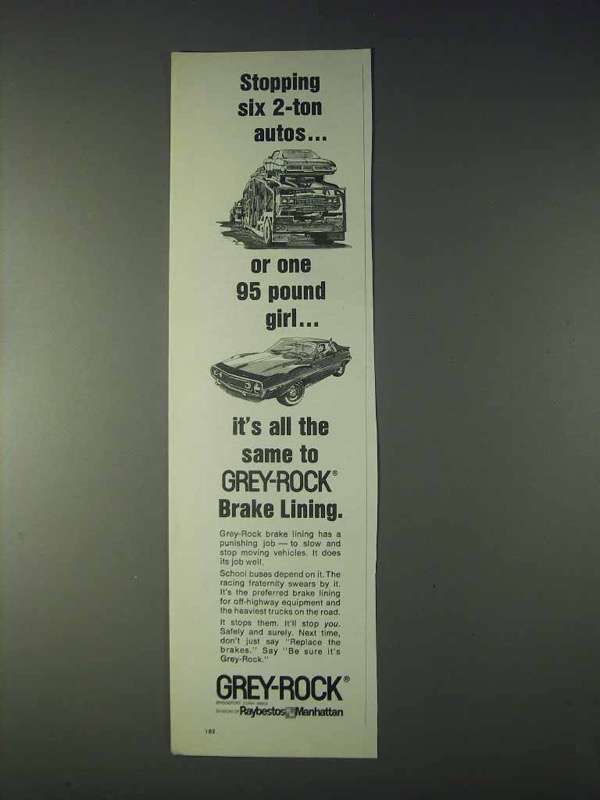 Stopping
six 2-ton
autos...
or one
95 pound
girl...
it's all the
same to
GREY-ROCK®
Brake Lining.
Grey-Rock brake lining has a
punishing job — to slow and
stop moving vehicles. It does
its job well.
School buses depend on it. The
racing fraternity swears by it.
It's the preferred brake lining
for off-highway equipment and
the heaviest trucks on the road.
It stops them. It'll stop you.
Safely and surely. Next time,
don't just say "Replace the
brakes." Say "Be sure it's
Grey-Rock."
GREY-ROCK®
BRIDGEPORT, CONN.
DIVISION OF Raybestos Manhattan